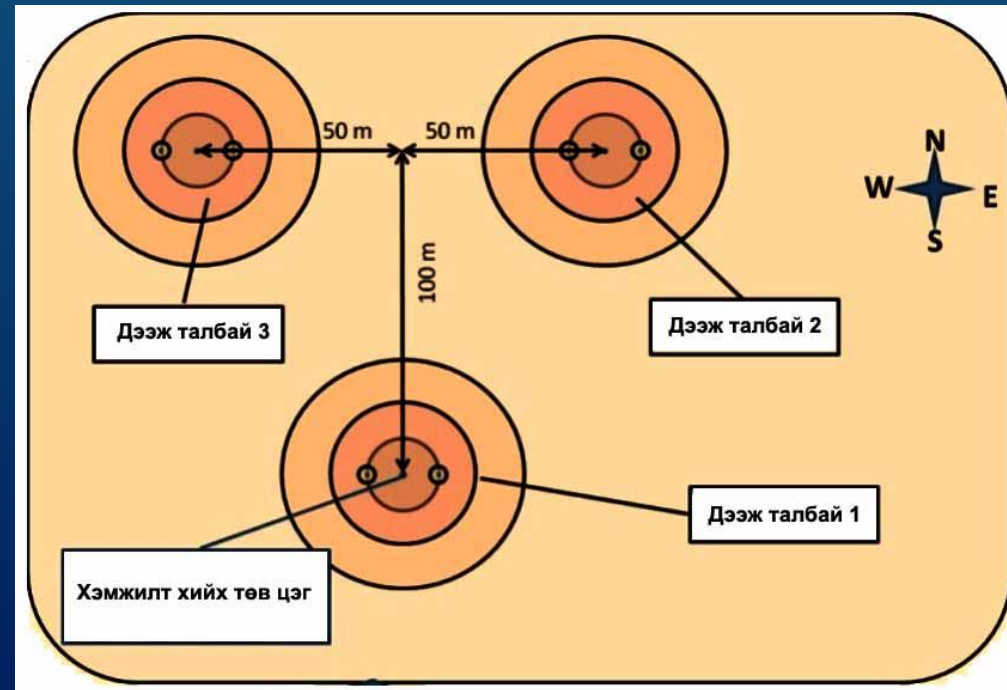 50 m
50 m
N
W
E
S
100 m
Дээж талбай 3
Дээж талбай 2
Дээж талбай 1
Хэмжилт хийх төв цэг